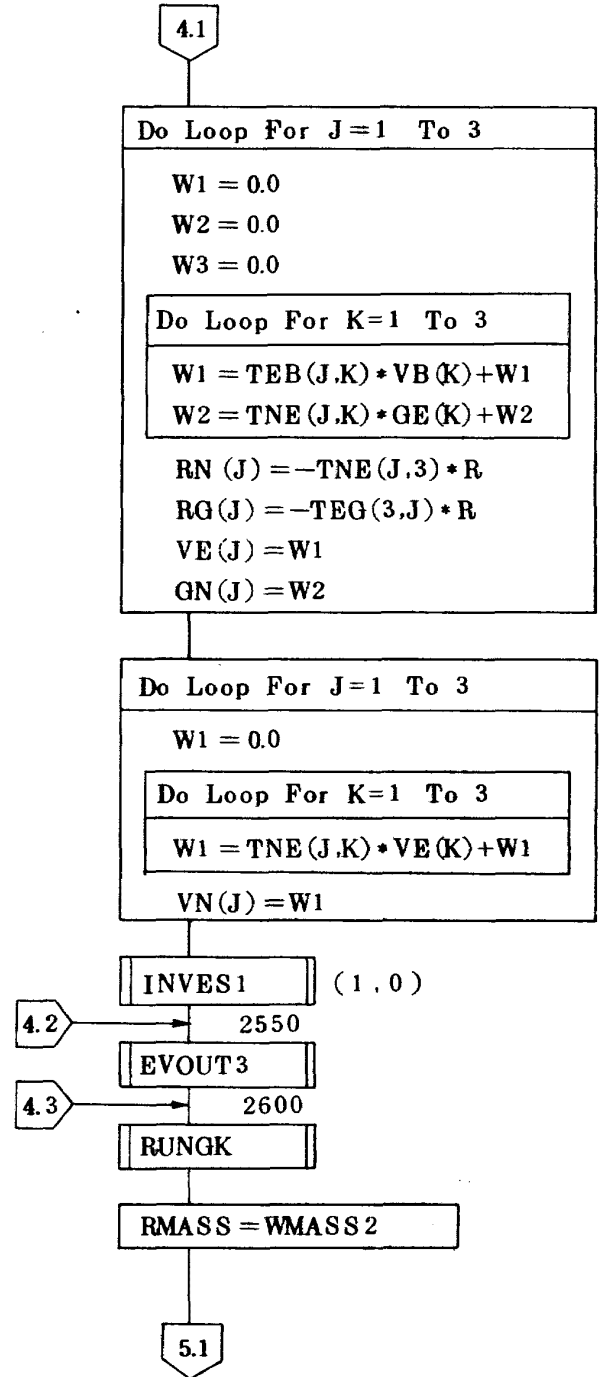 4.1
Do Loop For J=1 To 3
W1 = 0.0
W2 = 0.0
W3 = 0.0
Do Loop For K=1 To 3
W1 = TEB(J,K)*VB(K)+W1
W2 = TNE(J,K)*GE(K)+W2
RN (J) = -TNE(J,3)*R
RG(J) = -TEG(3,J)*R
VE(J) = W1
GN(J) = W2
Do Loop For J=1 To 3
W1 = 0.0
Do Loop For K=1 To 3
W1 = TNE(J,K)*VE(K)+W1
VN(J) = W1
INVES1 (1,0)
4.2 2550
EVOUT3
4.3 2600
RUNGK
RMASS = WMASS2
5.1